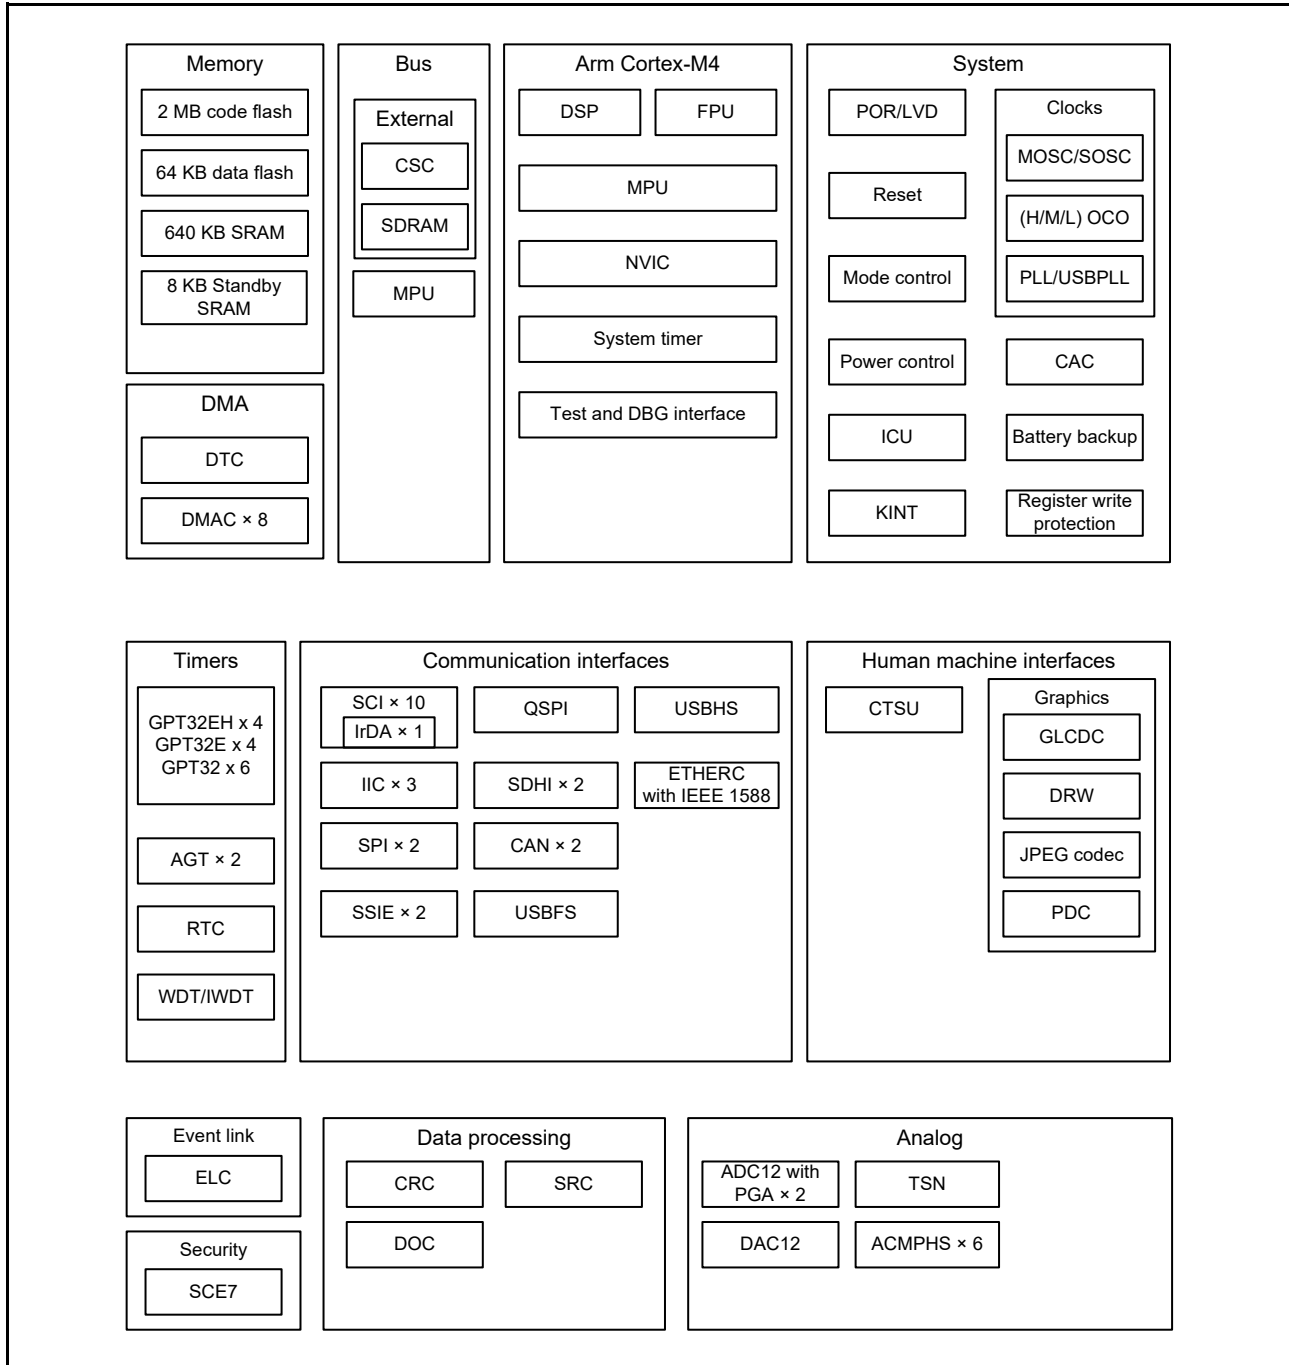 Memory
2 MB code flash
64 KB data flash
640 KB SRAM
8 KB Standby
SRAM
DMA
DTC
DMAC × 8
Bus
External
CSC
SDRAM
MPU
Arm Cortex-M4
DSP
FPU
MPU
NVIC
System timer
Test and DBG interface
System
POR/LVD
Reset
Mode control
Power control
ICU
KINT
Clocks
MOSC/SOSC
(H/M/L) OCO
PLL/USBPLL
CAC
Battery backup
Register write
protection
Timers
GPT32EH x 4
GPT32E x 4
GPT32 x 6
AGT × 2
RTC
WDT/IWDT
Communication interfaces
SCI × 10
IrDA × 1
IIC × 3
SPI × 2
SSIE × 2
QSPI
SDHI × 2
CAN × 2
USBFS
USBHS
ETHERC
with IEEE 1588
Human machine interfaces
CTSU
Graphics
GLCDC
DRW
JPEG codec
PDC
Event link
ELC
Security
SCE7
Data processing
CRC
SRC
DOC
Analog
ADC12 with
PGA × 2
TSN
DAC12
ACMPHS × 6